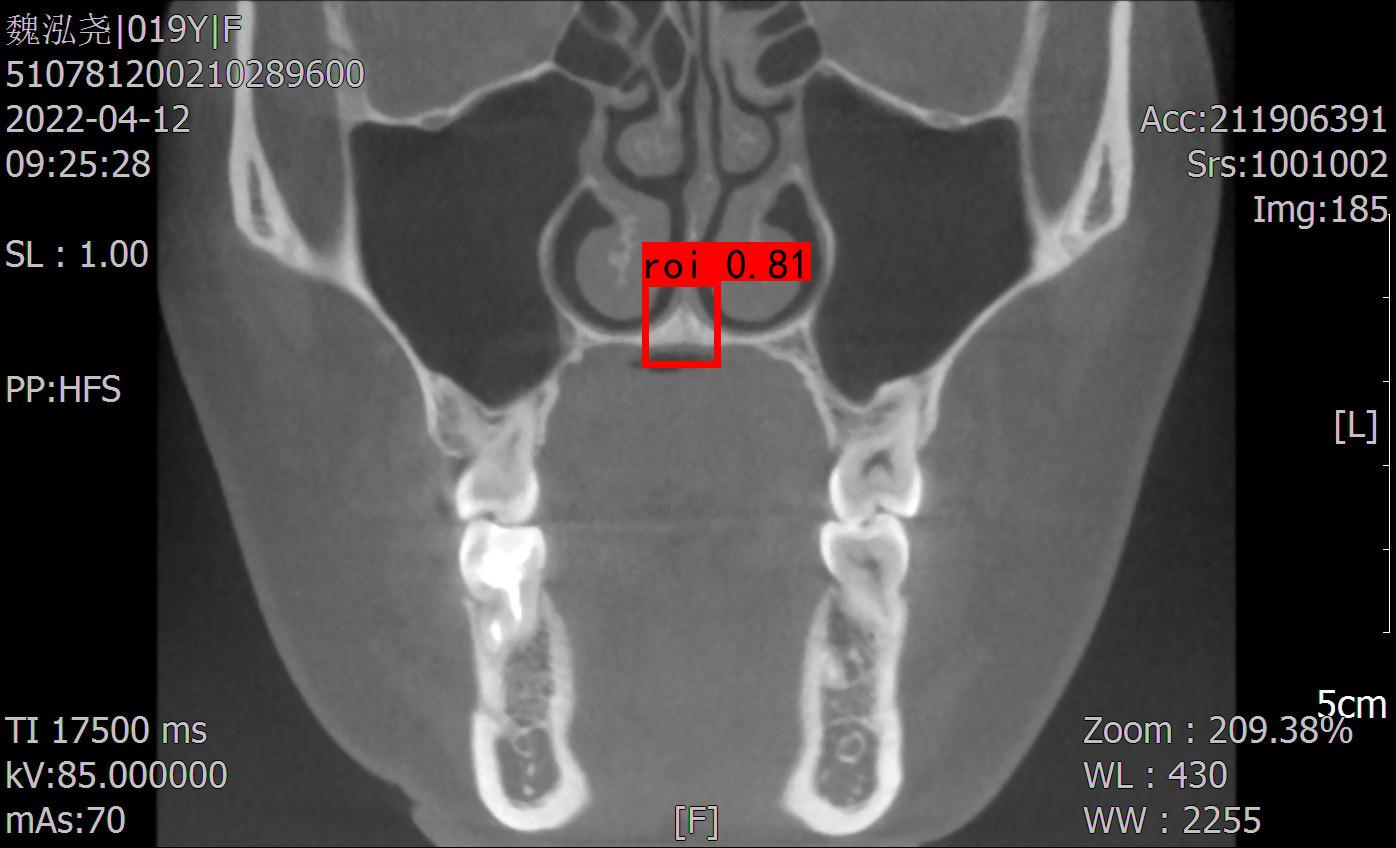 魏泓尧|019Y|F
510781200210289600
2022-04-12
09:25:28
SL : 1.00
PP:HFS
Acc:211906391
Srs:1001002
Img:185
roi 0.81
[L]
5cm
TI 17500 ms
kV:85.000000
mAs:70
[F]
Zoom : 209.38%
WL : 430
WW : 2255